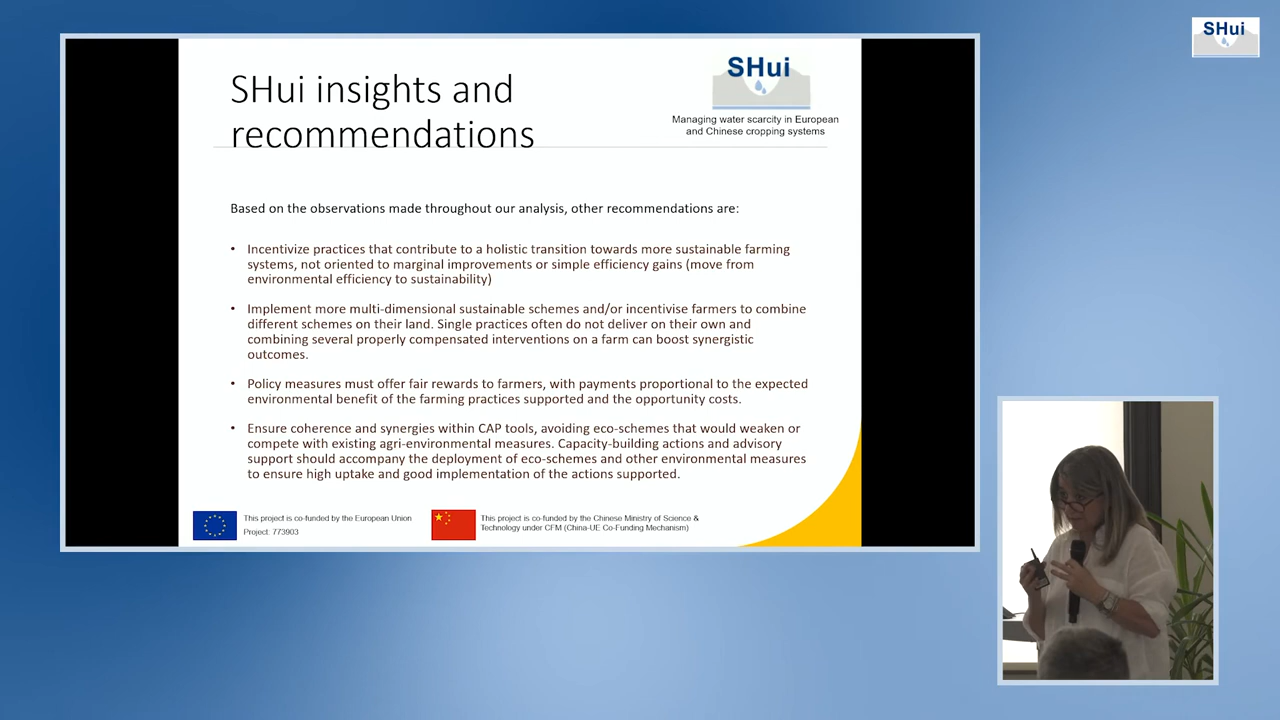 SHui
SHui insights and
recommendations
SHui
Managing water scarcity in European
and Chinese cropping systems
Based on the observations made throughout our analysis, other recommendations are:
• Incentivize practices that contribute to a holistic transition towards more sustainable farming
systems, not oriented to marginal improvements or simple efficiency gains (move from
environmental efficiency to sustainability)
• Implement more multi-dimensional sustainable schemes and/or incentivise farmers to combine
different schemes on their land. Single practices often do not deliver on their own and
combining several properly compensated interventions on a farm can boost synergistic
outcomes.
• Policy measures must offer fair rewards to farmers, with payments proportional to the expected
environmental benefit of the farming practices supported and the opportunity costs.
• Ensure coherence and synergies within CAP tools, avoiding eco-schemes that would weaken or
compete with existing agri-environmental measures. Capacity-building actions and advisory
support should accompany the deployment of eco-schemes and other environmental measures
to ensure high uptake and good implementation of the actions supported.
This project is co-funded by the European Union
Project: 773903
This project is co-funded by the Chinese Ministry of Science &
Technology under CFM (China-UE Co-Funding Mechanism)